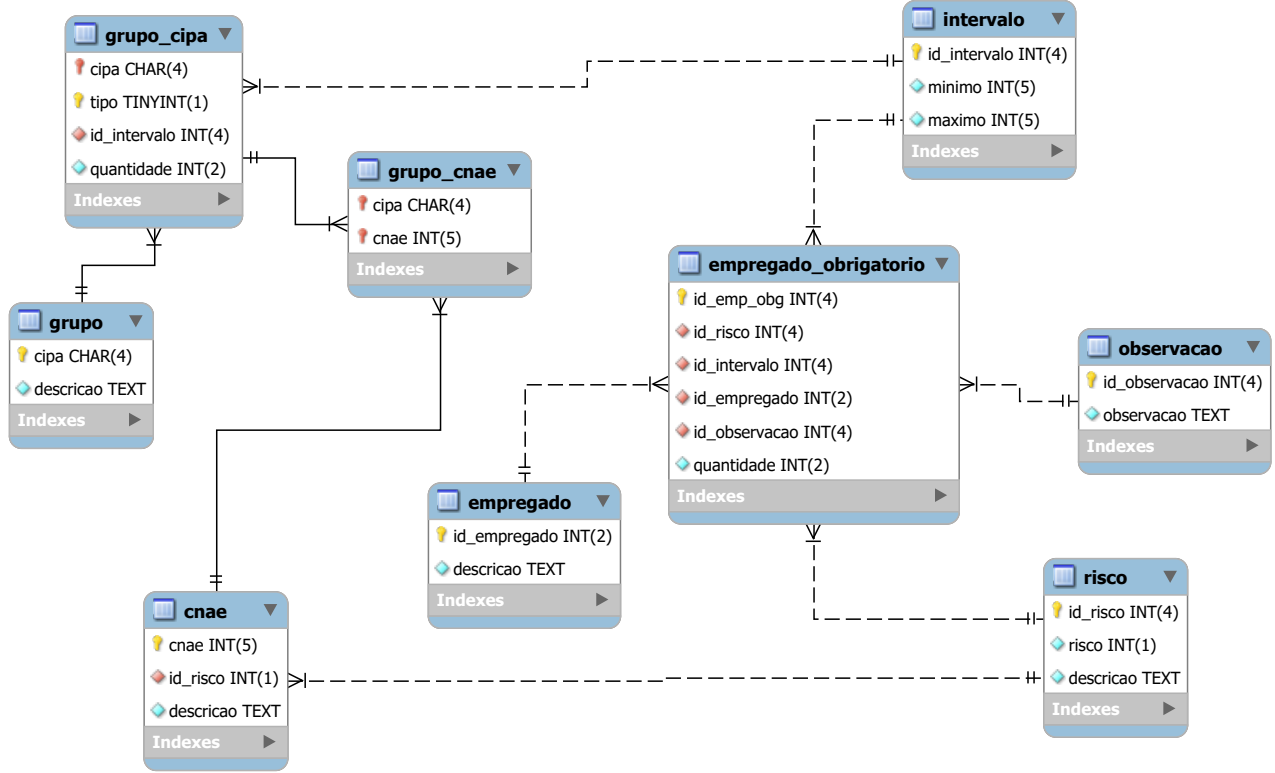 grupo_cipa
cipa CHAR(4)
tipo TINYINT(1)
id_intervalo INT(4)
quantidade INT(2)
Indexes
intervalo
id_intervalo INT(4)
minimo INT(5)
maximo INT(5)
Indexes
grupo_cnae
cipa CHAR(4)
cnae INT(5)
Indexes
empregado_obrigatorio
id_emp_obg INT(4)
id_risco INT(4)
id_intervalo INT(4)
id_empregado INT(2)
id_observacao INT(4)
quantidade INT(2)
Indexes
grupo
cipa CHAR(4)
descricao TEXT
Indexes
observacao
id_observacao INT(4)
observacao TEXT
Indexes
empregado
id_empregado INT(2)
descricao TEXT
Indexes
risco
id_risco INT(4)
risco INT(1)
descricao TEXT
Indexes
cnae
cnae INT(5)
id_risco INT(1)
descricao TEXT
Indexes